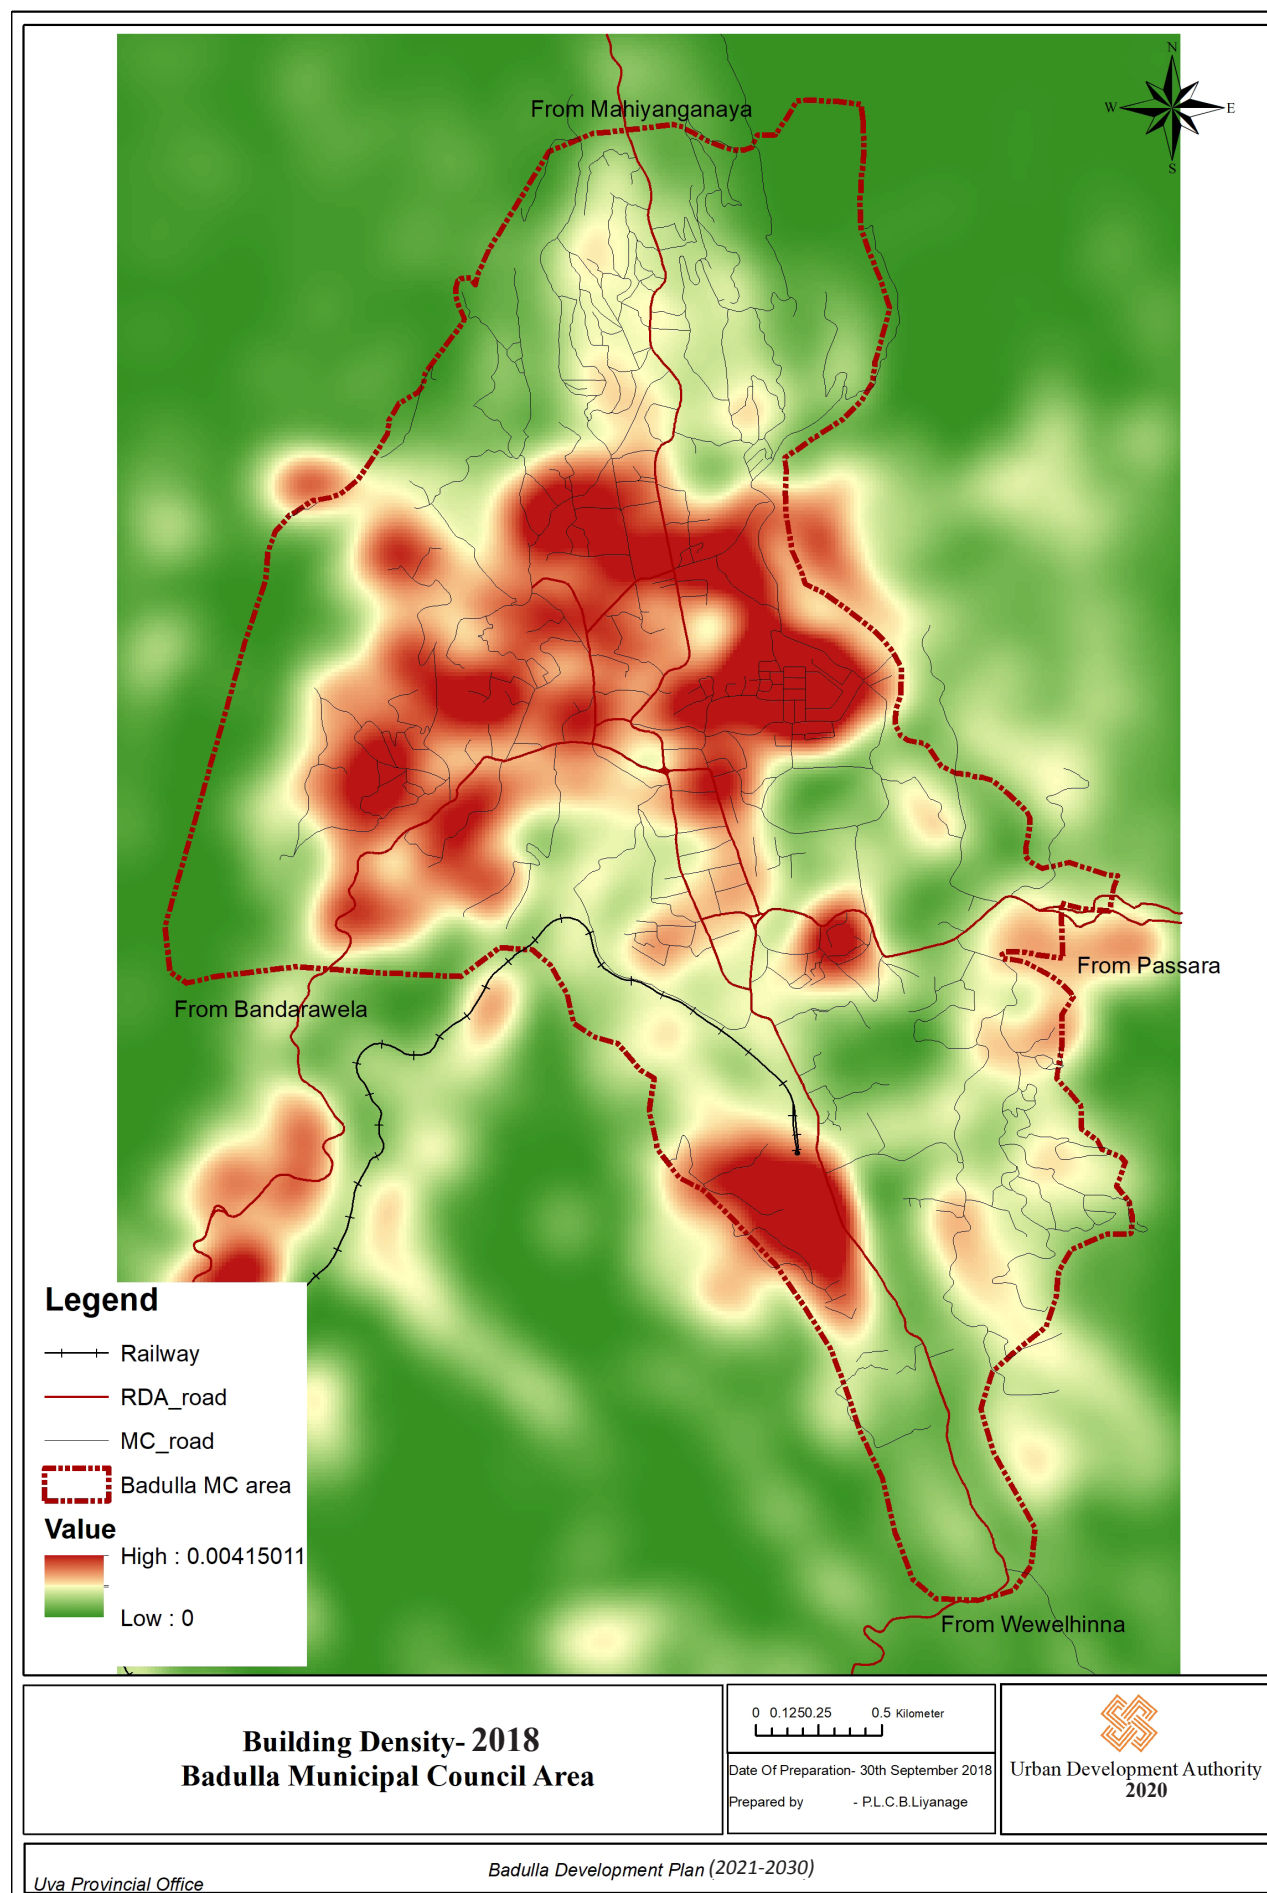 N
W
E
S
From Mahiyanganaya
From Passara
From Bandarawela
From Wewelhinna
Legend
Railway
RDA_road
MC_road
Badulla MC area
Value
High : 0.00415011
Low : 0
Building Density- 2018
Badulla Municipal Council Area
0 0.1250.25 0.5 Kilometer
Date Of Preparation- 30th September 2018
Prepared by - P.L.C.B.Liyanage
Urban Development Authority
2020
Badulla Development Plan (2021-2030)
Uva Provincial Office